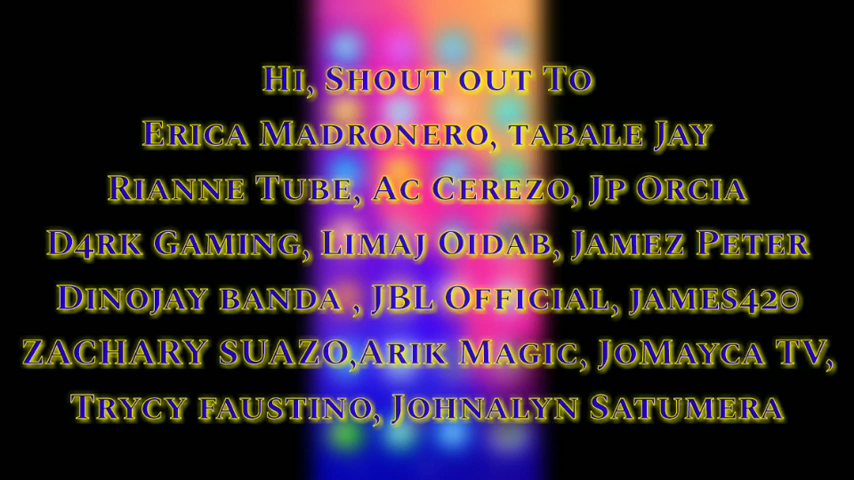 Hi, Shout out To
Erica Madronero, tabale Jay
Rianne Tube, Ac Cerezo, Jp Orcia
D4rk Gaming, Limaj Oidab, Jamez Peter
Dinojay banda , JBL Official, james420
ZACHARY SUAZO,Arik Magic, JoMayca TV,
Trycy faustino, Johnalyn Satumera